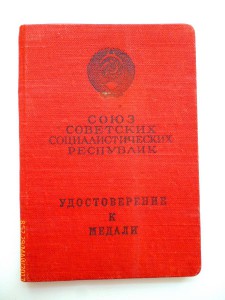 СОЮЗ
СОВЕТСКИХ
СОЦИАЛИСТИЧЕСКИХ
РЕСПУБЛИК
УДОСТОВЕРЕНИЕ
К
МЕДАЛИ